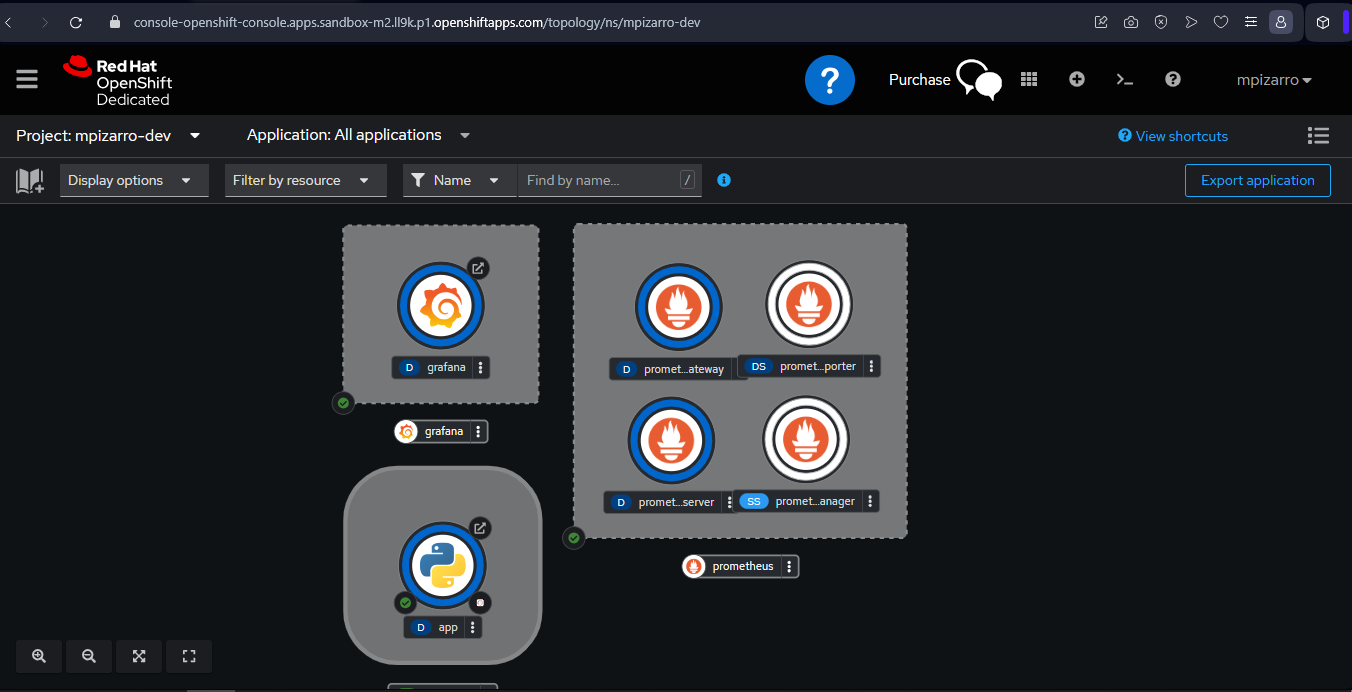 console-openshift-console.apps.sandbox-m2.ll9k.p1.openshiftapps.com/topology/ns/mpizarro-dev
Red Hat
OpenShift
Dedicated
?
Purchase
mpizarro
Project: mpizarro-dev
Application: All applications
View shortcuts
Display options
Filter by resource
Name
Find by name...
/
Export application
D grafana
grafana
D promet...ateway
DS promet...porter
D promet...server
SS promet...anager
prometheus
D app